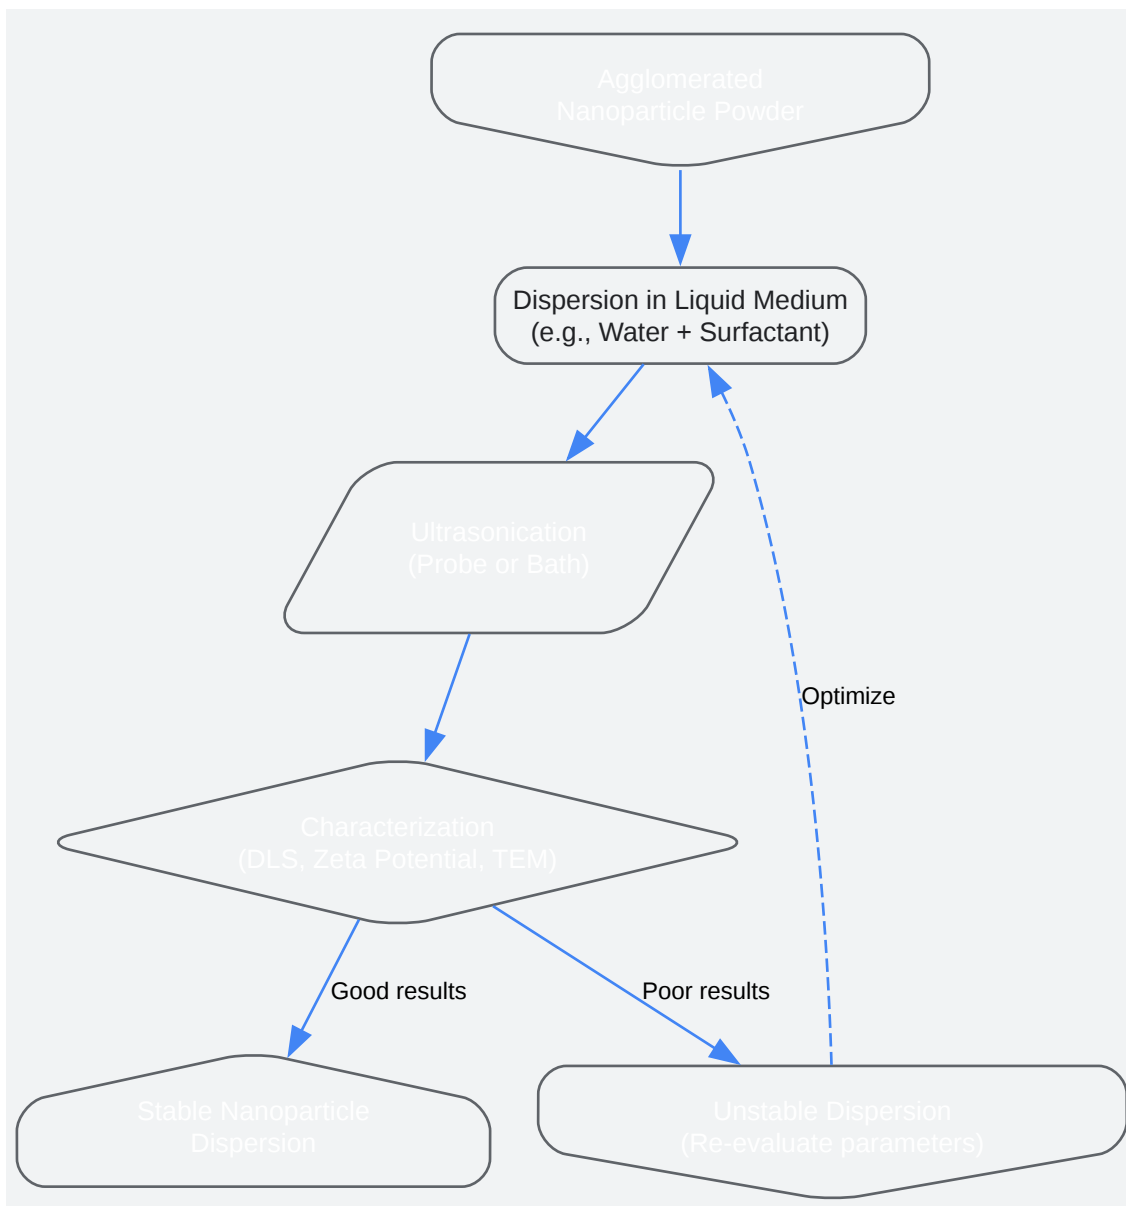 Agglomerated
Nanoparticle Powder
Dispersion in Liquid Medium
(e.g., Water + Surfactant)
Ultrasonication
(Probe or Bath)
Optimize
Characterization
(DLS, Zeta Potential, TEM)
Good results
Poor results
Stable Nanoparticle
Dispersion
Unstable Dispersion
(Re-evaluate parameters)